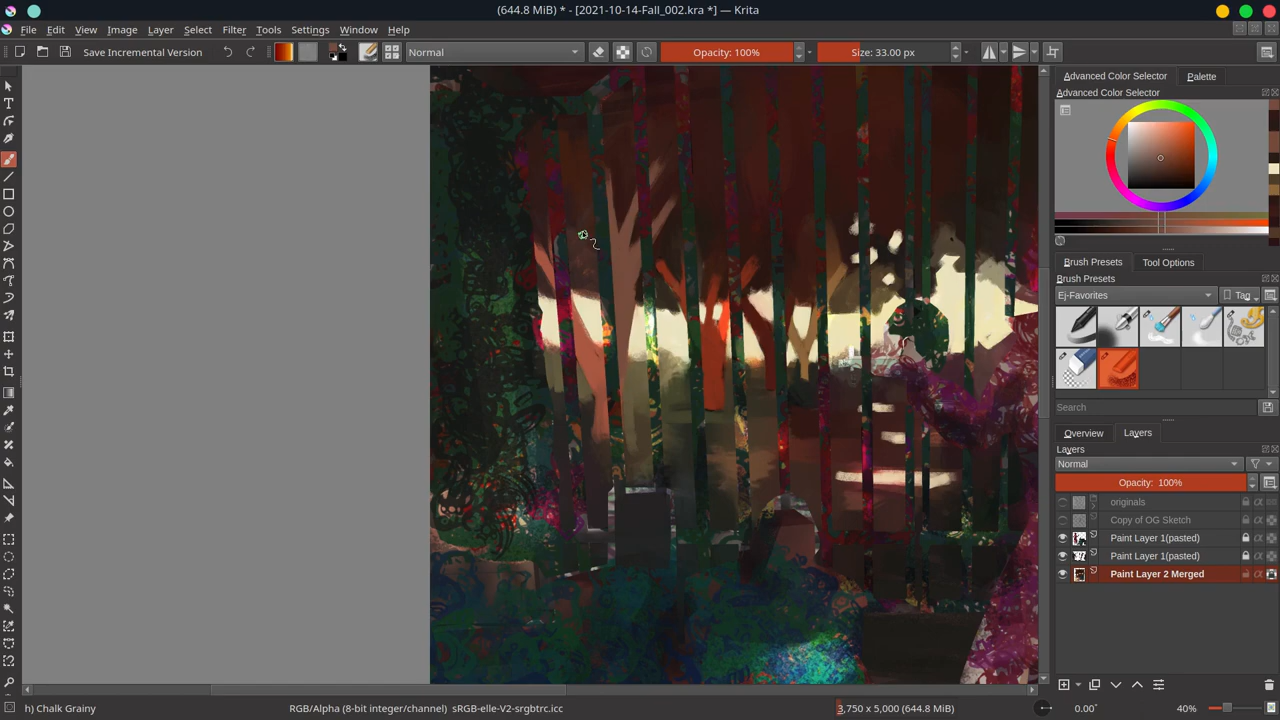 (644.8 MiB) * - [2021-10-14-Fall_002.kra *] — Krita
File Edit View Image Layer Select Filter Tools Settings Window Help
Save Incremental Version Normal Opacity: 100% Size: 33.00 px
Advanced Color Selector Palette
Advanced Color Selector
Brush Presets Tool Options
Brush Presets
Ej-Favorites Tag
Search
Overview Layers
Layers
Normal
Opacity: 100%
originals
Copy of OG Sketch
Paint Layer 1(pasted)
Paint Layer 1(pasted)
Paint Layer 2 Merged
h) Chalk Grainy RGB/Alpha (8-bit integer/channel) sRGB-elle-V2-srgbtrc.icc 3,750 x 5,000 (644.8 MiB) 0.00° 40%